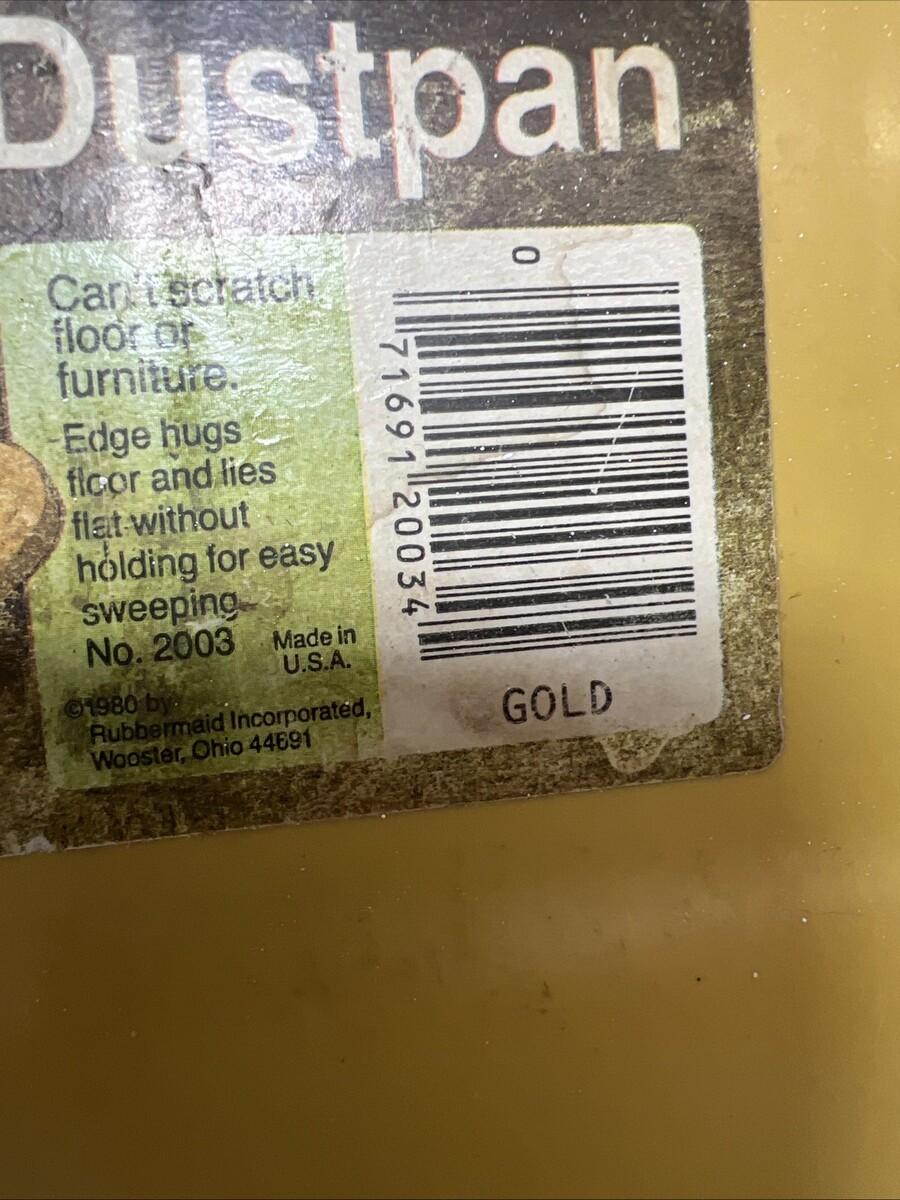 Dustpan
Can't scratch
floor or
furniture.
Edge hugs
floor and lies
flat without
holding for easy
sweeping
No. 2003
Made in
U.S.A.
©1980 by
Rubbermaid Incorporated,
Wooster, Ohio 44691
0
71691 20034
GOLD